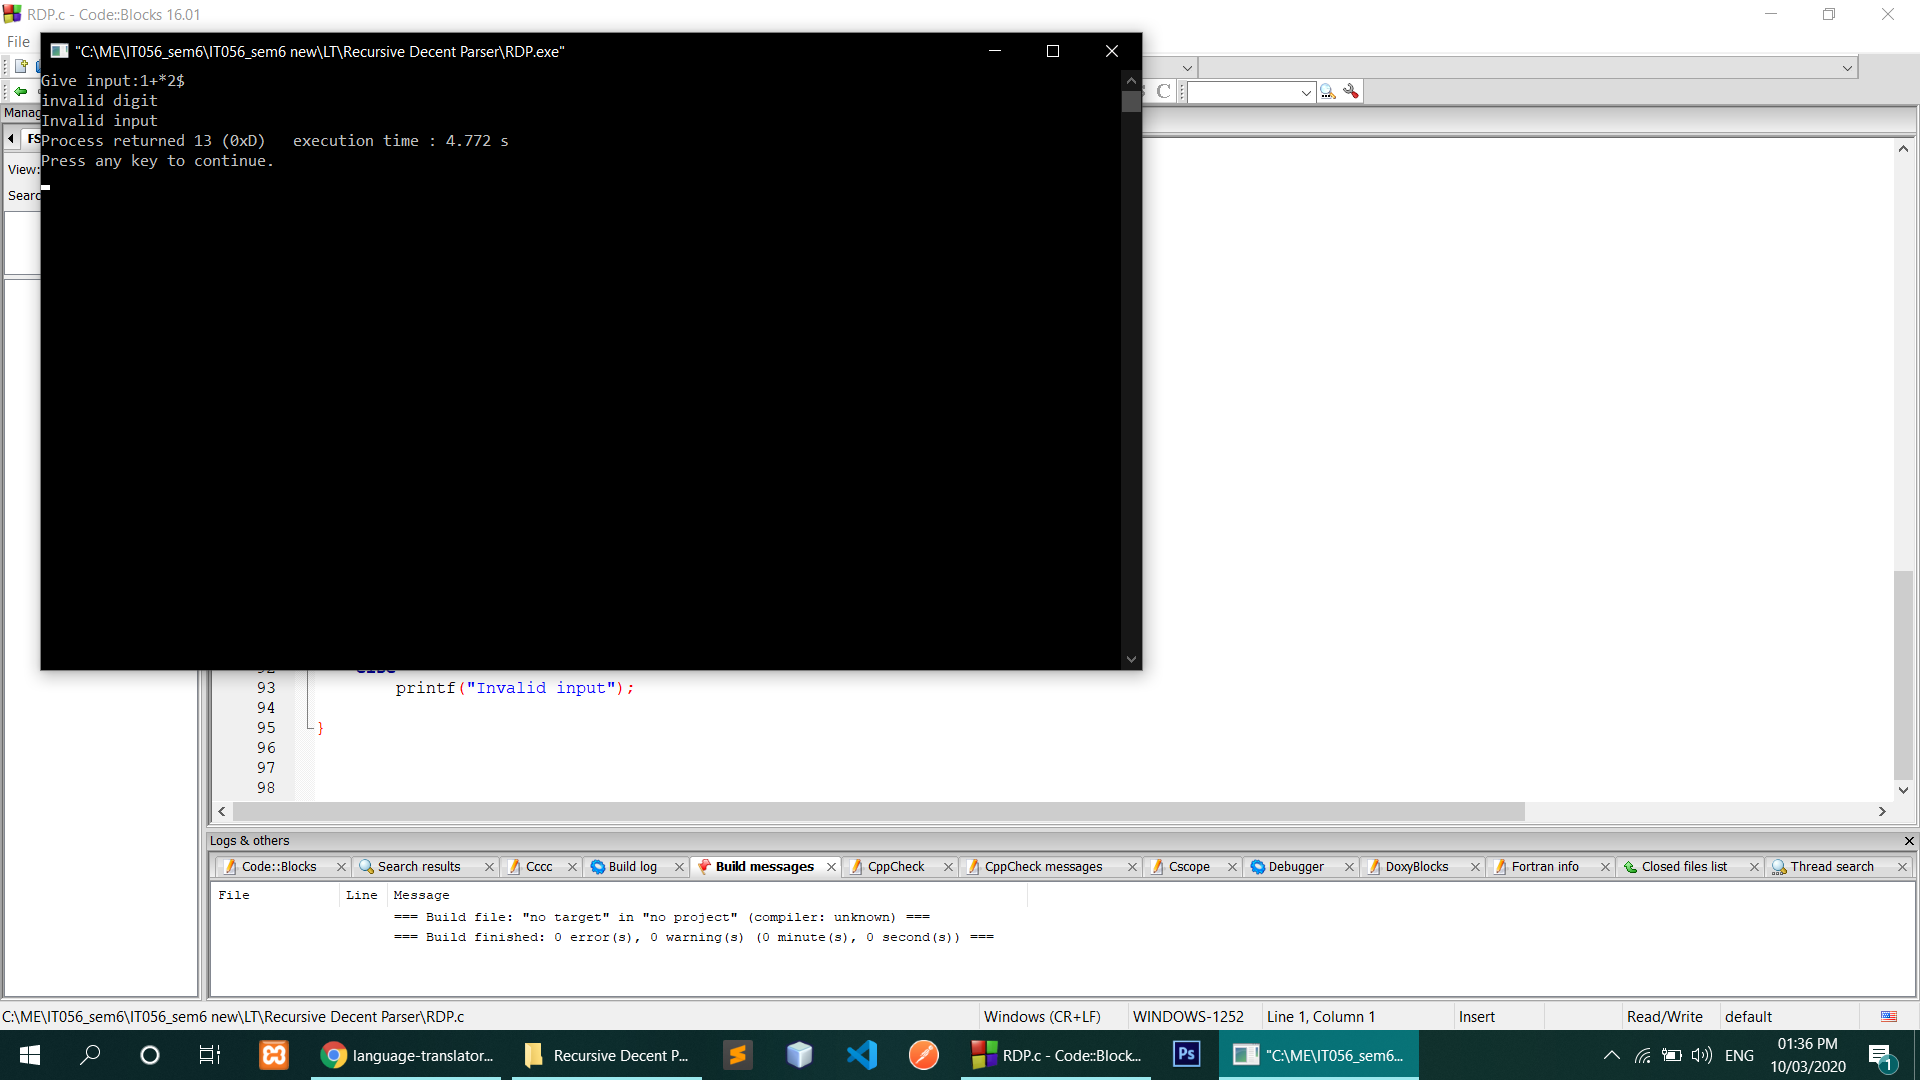 RDP.c - Code::Blocks 16.01
File
"C:\ME\IT056_sem6\IT056_sem6 new\LT\Recursive Decent Parser\RDP.exe"
Give input:1+*2$
invalid digit
Invalid input
Process returned 13 (0xD)   execution time : 4.772 s
Press any key to continue.
Manag
FS
View:
Searc
93 printf("Invalid input");
94
95 }
96
97
98
Logs & others
Code::Blocks Search results Cccc Build log Build messages CppCheck CppCheck messages Cscope Debugger DoxyBlocks Fortran info Closed files list Thread search
File Line Message
=== Build file: "no target" in "no project" (compiler: unknown) ===
=== Build finished: 0 error(s), 0 warning(s) (0 minute(s), 0 second(s)) ===
C:\ME\IT056_sem6\IT056_sem6 new\LT\Recursive Decent Parser\RDP.c Windows (CR+LF) WINDOWS-1252 Line 1, Column 1 Insert Read/Write default
language-translator... Recursive Decent P... RDP.c - Code::Block... Ps "C:\ME\IT056_sem6... ENG 01:36 PM
10/03/2020 1